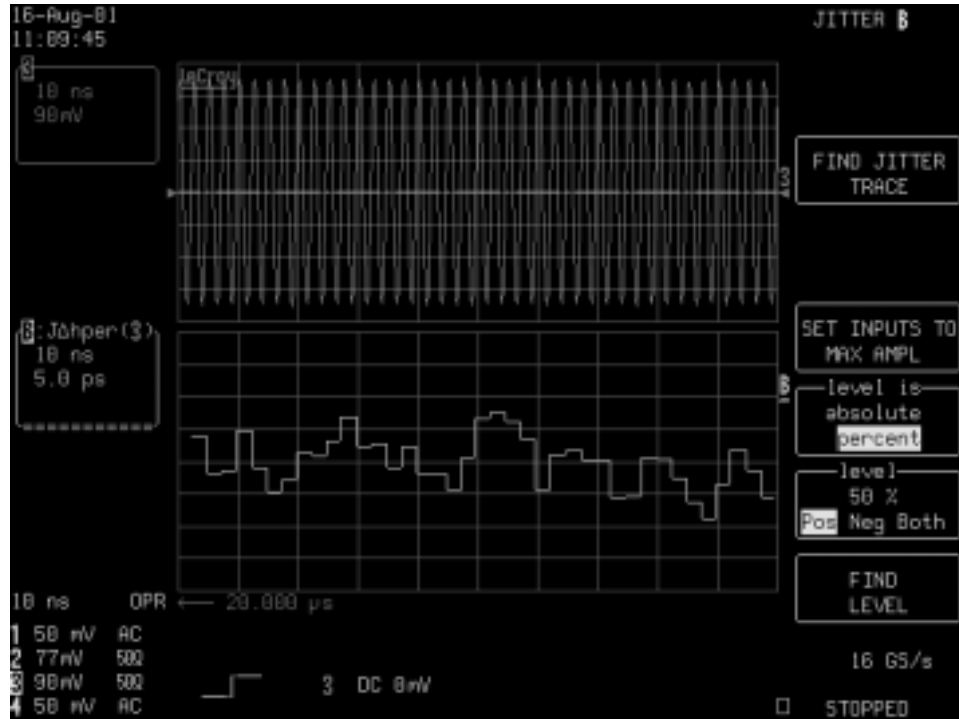 16-Aug-01
11:09:45
JITTER B
3
10 ns
90mV
LeCroy
FIND JITTER
TRACE
3
B:JΔhper(3)
10 ns
5.0 ps
SET INPUTS TO
MAX AMPL
B
level is
absolute
percent
level
50 %
Pos Neg Both
FIND
LEVEL
10 ns OPR ← 20.000 µs
1 50 mV AC
2 77mV 50Ω
3 90mV 50Ω
4 50 mV AC
3 DC 0mV
16 GS/s
STOPPED